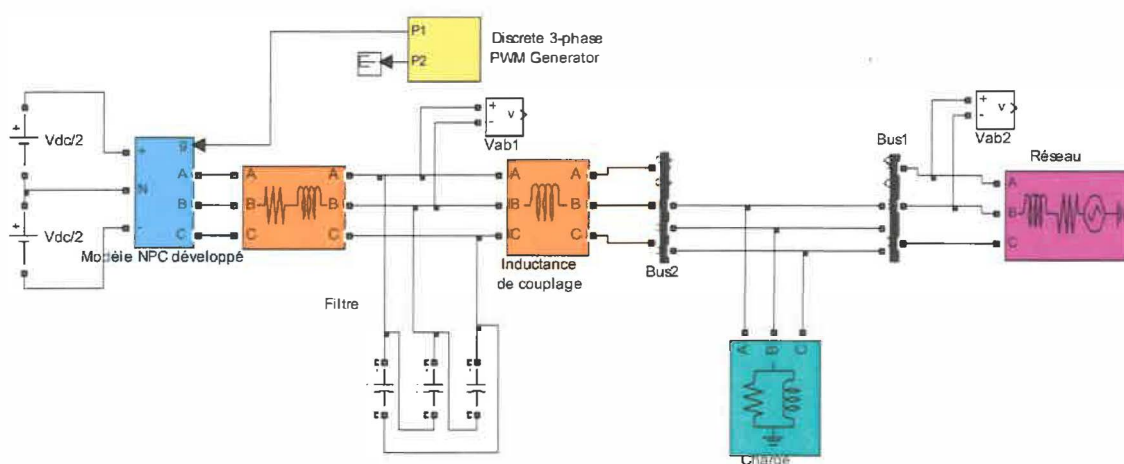 P1
P2
Discrete 3-phase
PWM Generator
E
Vdc/2
Vdc/2
+
N
-
g
A
B
C
Modèle NPC développé
A
B
C
A
B
C
Filtre
+
-
v
Vab1
A
B
C
A
B
C
Inductance
de couplage
Bus2
Bus1
+
-
v
Vab2
Réseau
A
B
C
A
B
C
Charge